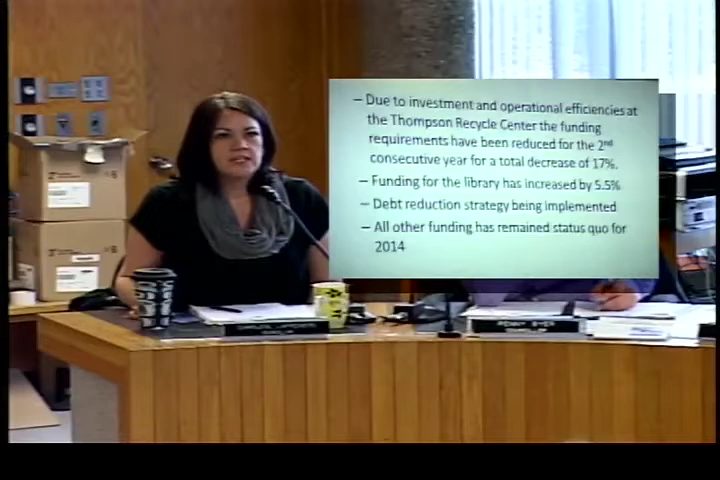 – Due to investment and operational efficiencies at
the Thompson Recycle Center the funding
requirements have been reduced for the 2nd
consecutive year for a total decrease of 17%.
– Funding for the library has increased by 5.5%
– Debt reduction strategy being implemented
– All other funding has remained status quo for
2014
PENNY BYER